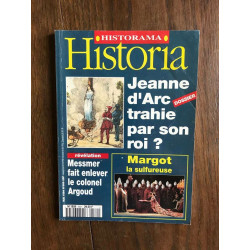 HISTORAMA
Historia
Jeanne
d'Arc
trahie
par son
roi ?
DOSSIER
révélation
Messmer
fait enlever
le colonel
Argoud
Margot
la sulfureuse